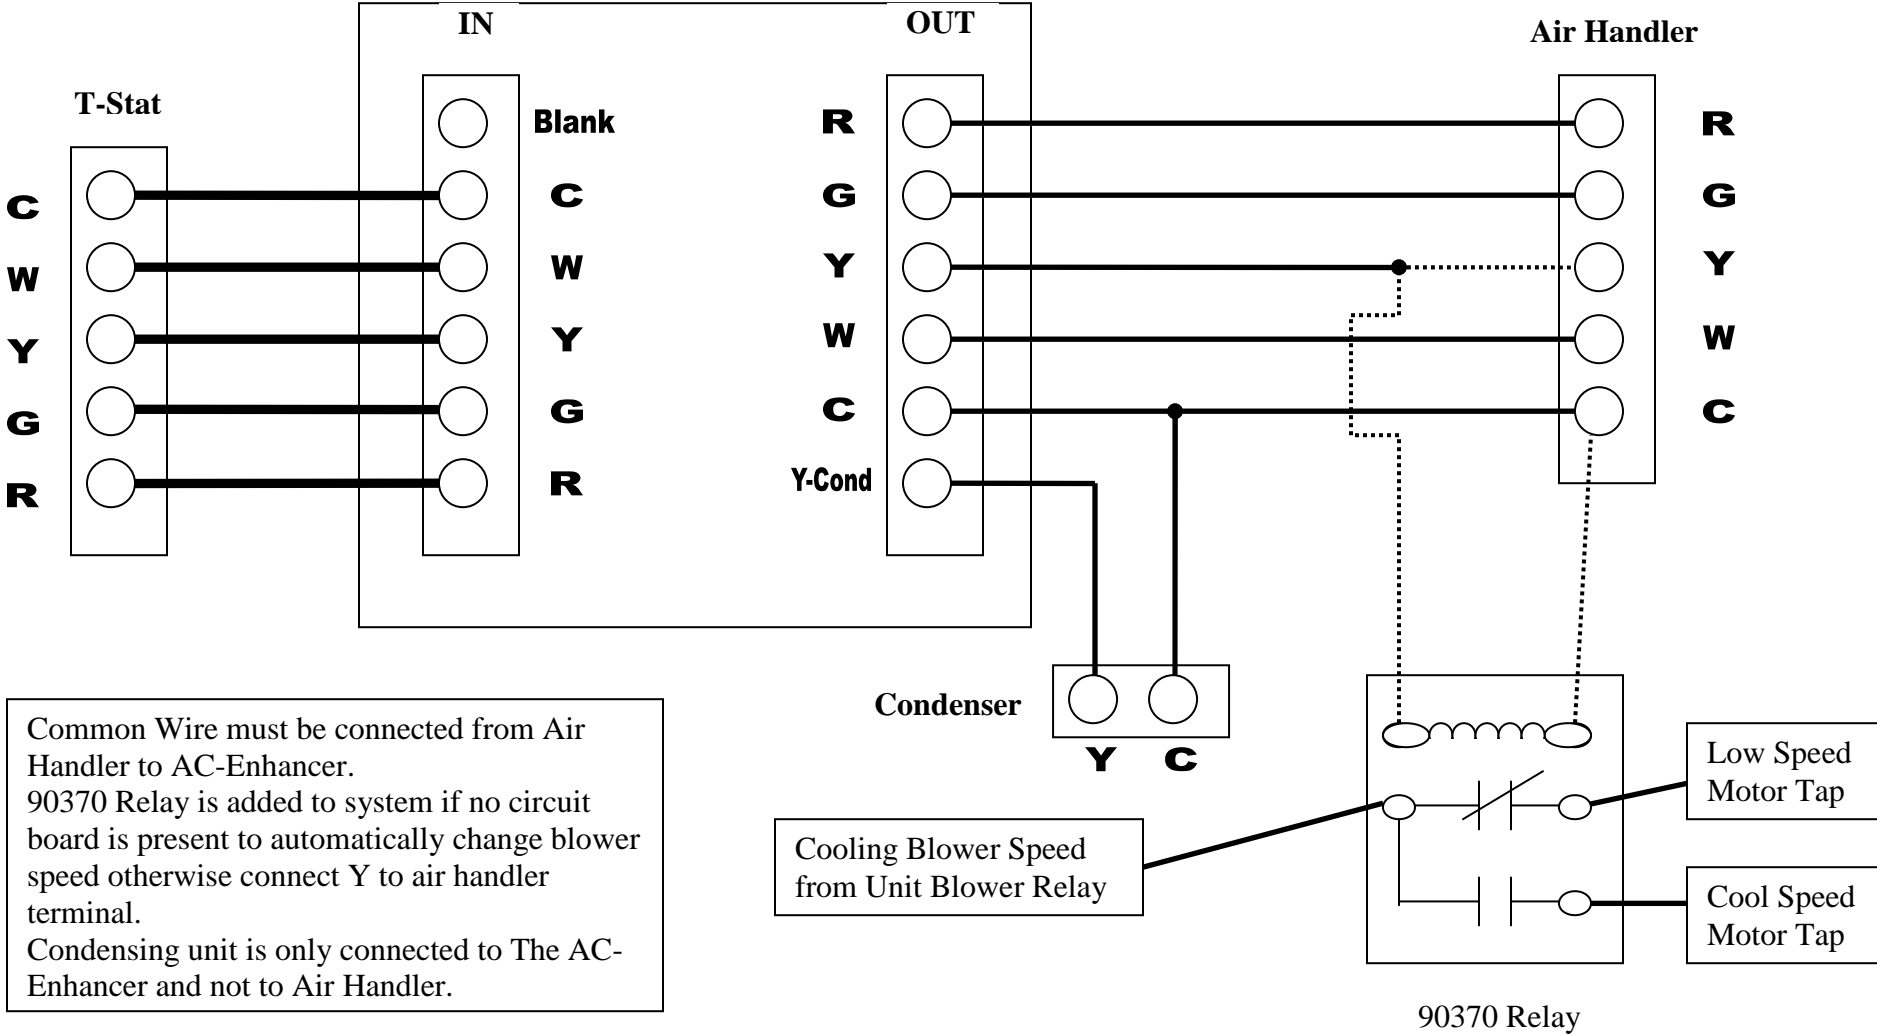 IN
OUT
Air Handler
T-Stat
Blank
R
R
C
C
G
G
W
W
Y
Y
Y
Y
W
W
G
G
C
C
R
R
Y-Cond
Condenser
Y C
Common Wire must be connected from Air
Handler to AC-Enhancer.
90370 Relay is added to system if no circuit
board is present to automatically change blower
speed otherwise connect Y to air handler
terminal.
Condensing unit is only connected to The AC-
Enhancer and not to Air Handler.
Cooling Blower Speed
from Unit Blower Relay
Low Speed
Motor Tap
Cool Speed
Motor Tap
90370 Relay